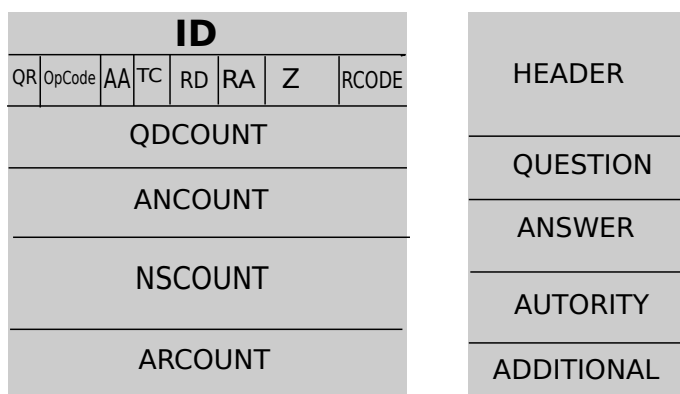 ID
QR OpCode AA TC RD RA Z RCODE
QDCOUNT
ANCOUNT
NSCOUNT
ARCOUNT
HEADER
QUESTION
ANSWER
AUTORITY
ADDITIONAL